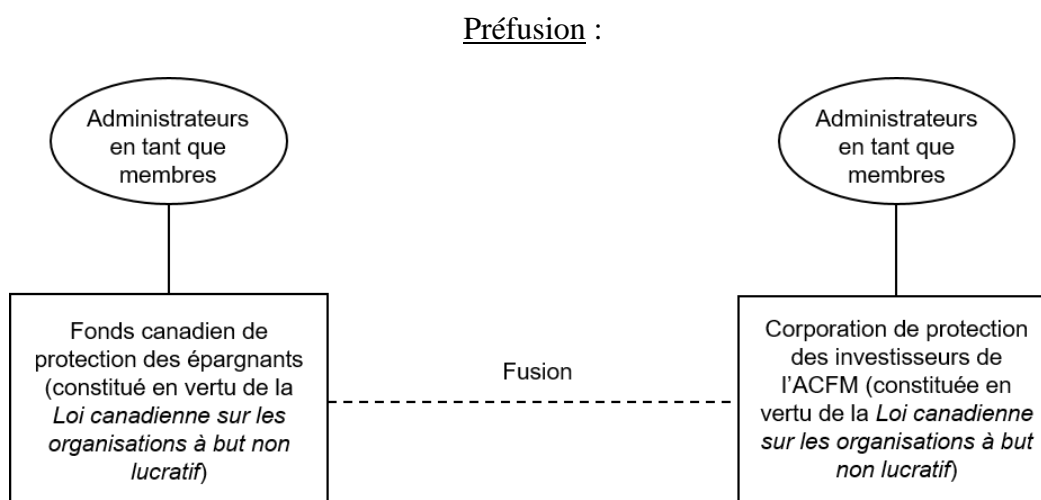 Préfusion :
Administrateurs
en tant que
membres
Administrateurs
en tant que
membres
Fonds canadien de
protection des épargnants
(constitué en vertu de la
Loi canadienne sur les
organisations à but non
lucratif)
Fusion
Corporation de protection
des investisseurs de
l'ACFM (constituée en
vertu de la Loi canadienne
sur les organisations à but
non lucratif)